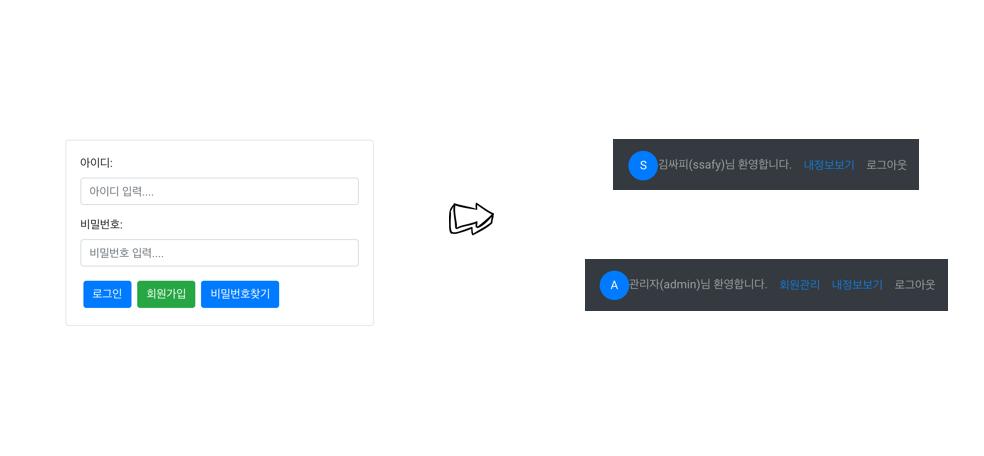 아이디:
아이디 입력....
비밀번호:
비밀번호 입력....
로그인 회원가입 비밀번호찾기
S 김싸피(ssafy)님 환영합니다. 내정보보기 로그아웃
A 관리자(admin)님 환영합니다. 회원관리 내정보보기 로그아웃